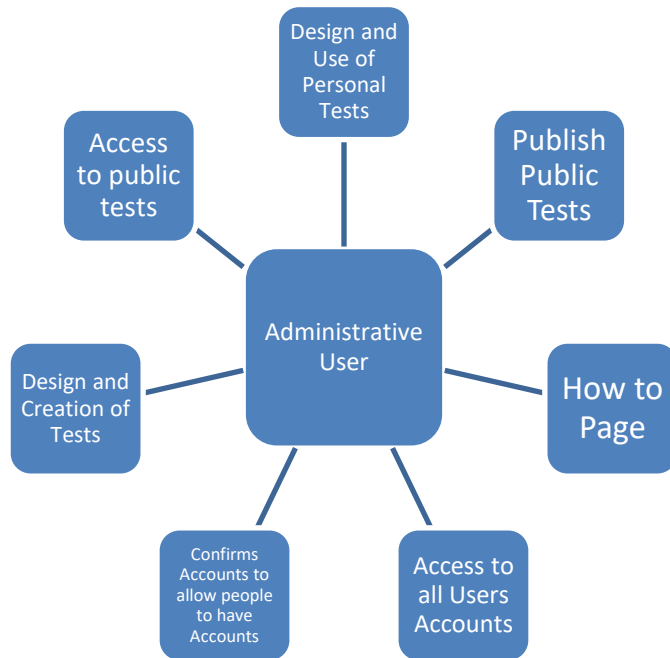 Design and
Use of
Personal
Tests
Publish
Public
Tests
How to
Page
Access to
all Users
Accounts
Confirms
Accounts to
allow people
to have
Accounts
Design and
Creation of
Tests
Access
to public
tests
Administrative
User